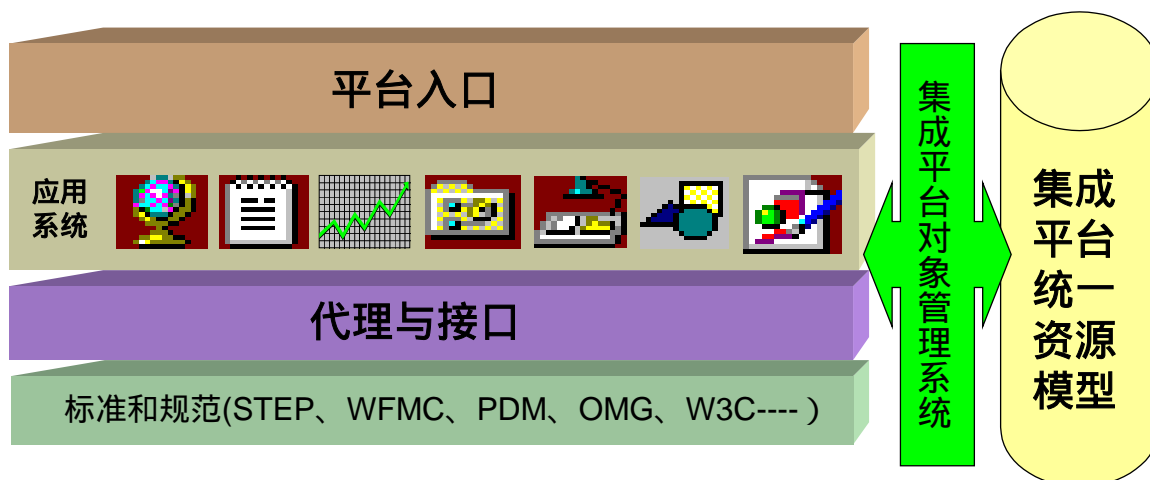 平台入口
应用
系统
代理与接口
标准和规范(STEP、WFMC、PDM、OMG、W3C---- ）
集成平台对象管理系统
集成
平台
统一
资源
模型